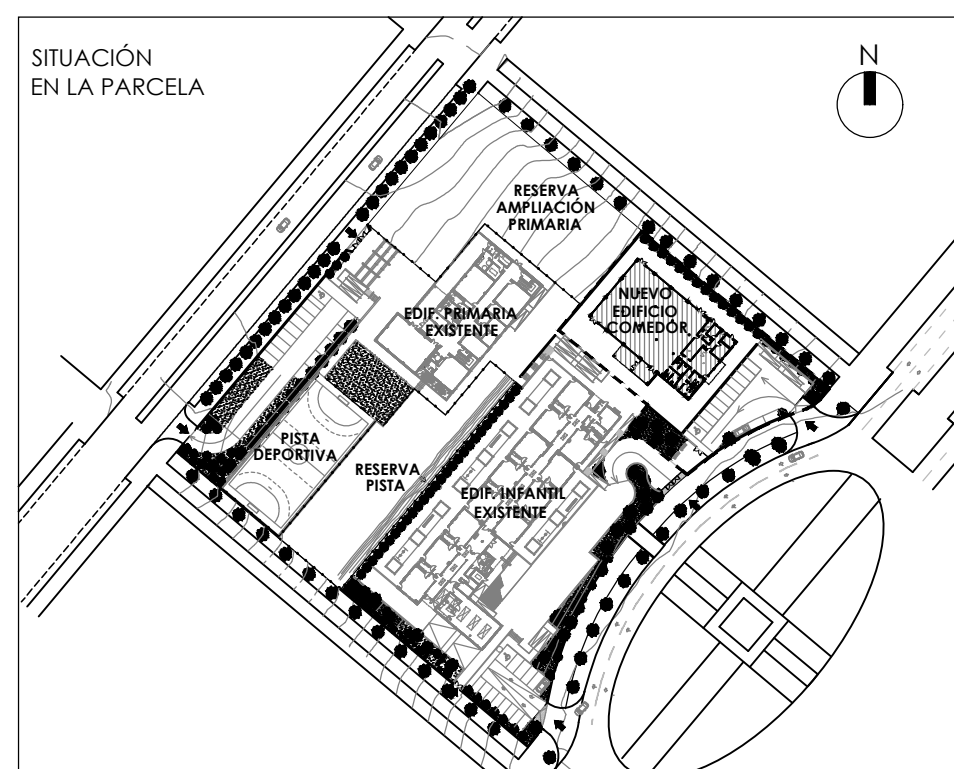 SITUACIÓN
EN LA PARCELA
N
RESERVA
AMPLIACIÓN
PRIMARIA
NUEVO
EDIFICIO
COMEDOR
EDIF. PRIMARIA
EXISTENTE
PISTA
DEPORTIVA
RESERVA
PISTA
EDIF. INFANTIL
EXISTENTE